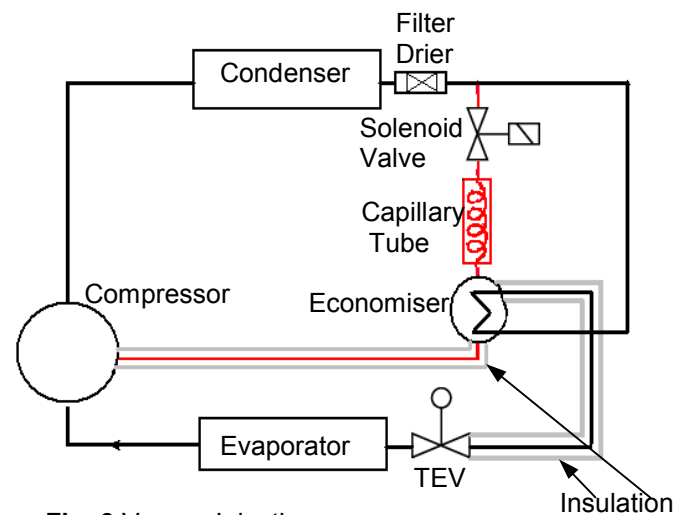 Filter
Drier
Condenser
Solenoid
Valve
Capillary
Tube
Compressor
Economiser
Evaporator
TEV
Insulation